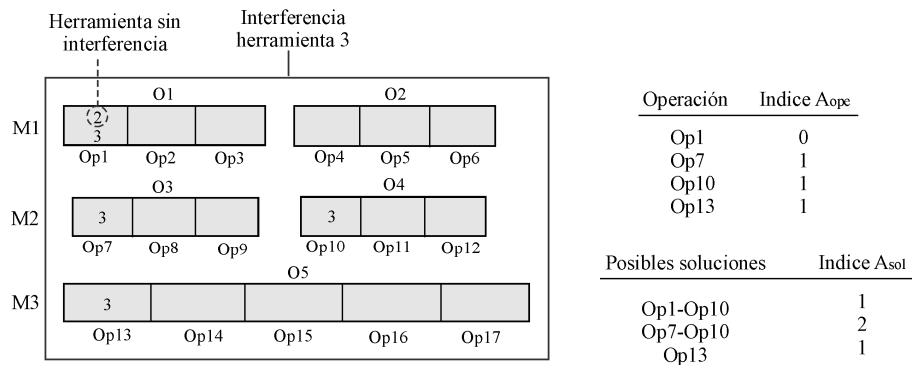 Herramienta sin
interferencia
Interferencia
herramienta 3
O1
O2
M1
2
3
Op1
Op2
Op3
Op4
Op5
Op6
O3
O4
M2
3
3
Op7
Op8
Op9
Op10
Op11
Op12
O5
M3
3
Op13
Op14
Op15
Op16
Op17
Operación Indice Aope
Op1 0
Op7 1
Op10 1
Op13 1
Posibles soluciones Indice Asol
Op1-Op10 1
Op7-Op10 2
Op13 1